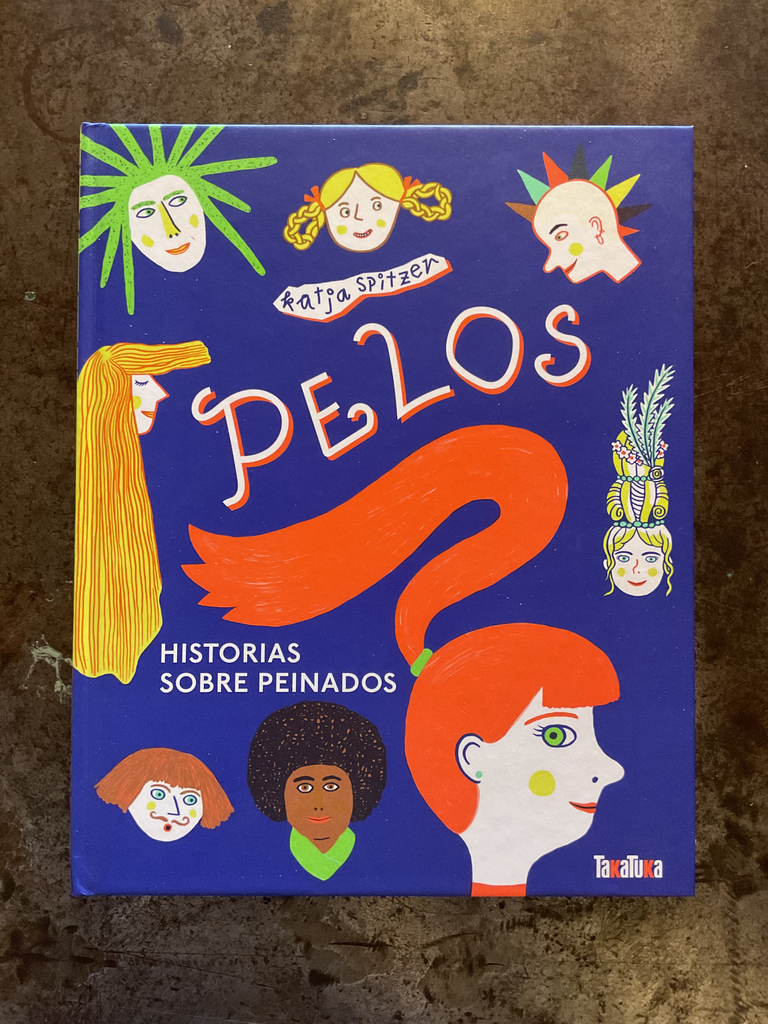 katja spitzer
PELOS
HISTORIAS
SOBRE PEINADOS
TaKaTuKa